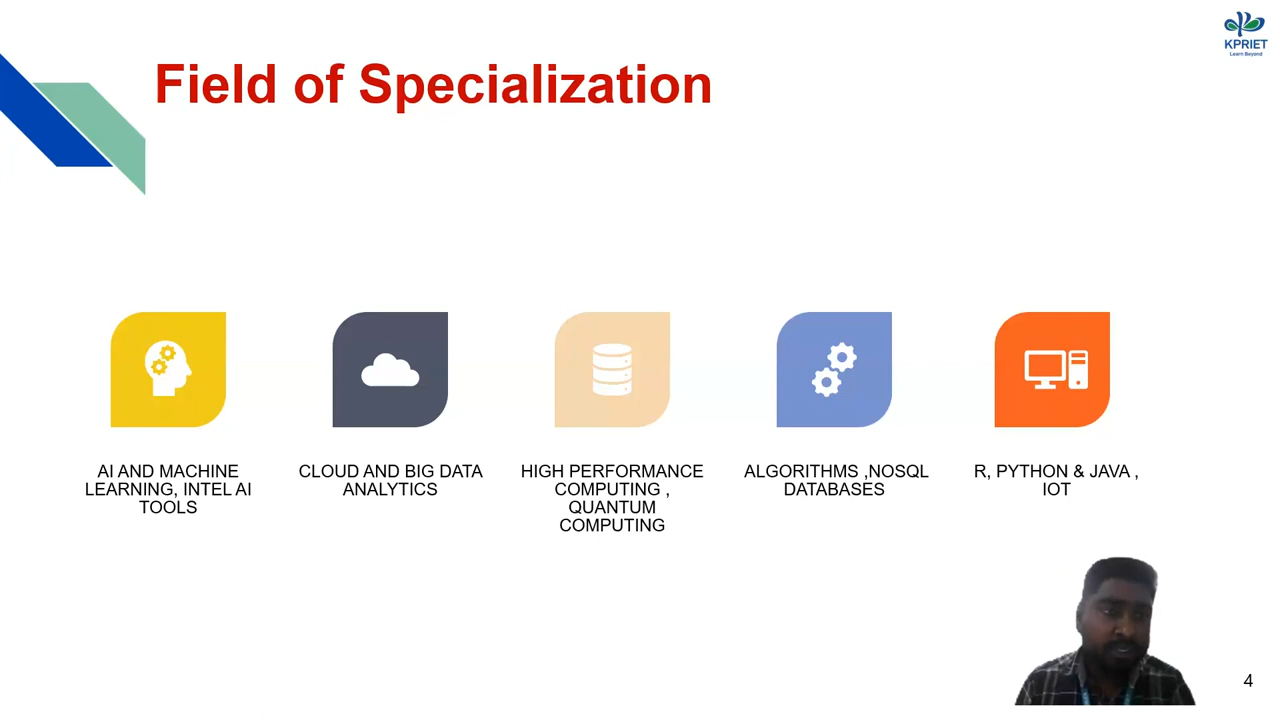 KPRIET
Learn Beyond
Field of Specialization
AI AND MACHINE
LEARNING, INTEL AI
TOOLS
CLOUD AND BIG DATA
ANALYTICS
HIGH PERFORMANCE
COMPUTING ,
QUANTUM
COMPUTING
ALGORITHMS ,NOSQL
DATABASES
R, PYTHON & JAVA ,
IOT
4